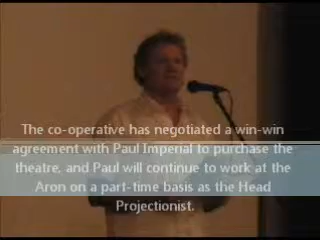 The co-operative has negotiated a win-win
agreement with Paul Imperial to purchase the
theatre, and Paul will continue to work at the
Aron on a part-time basis as the Head
Projectionist.